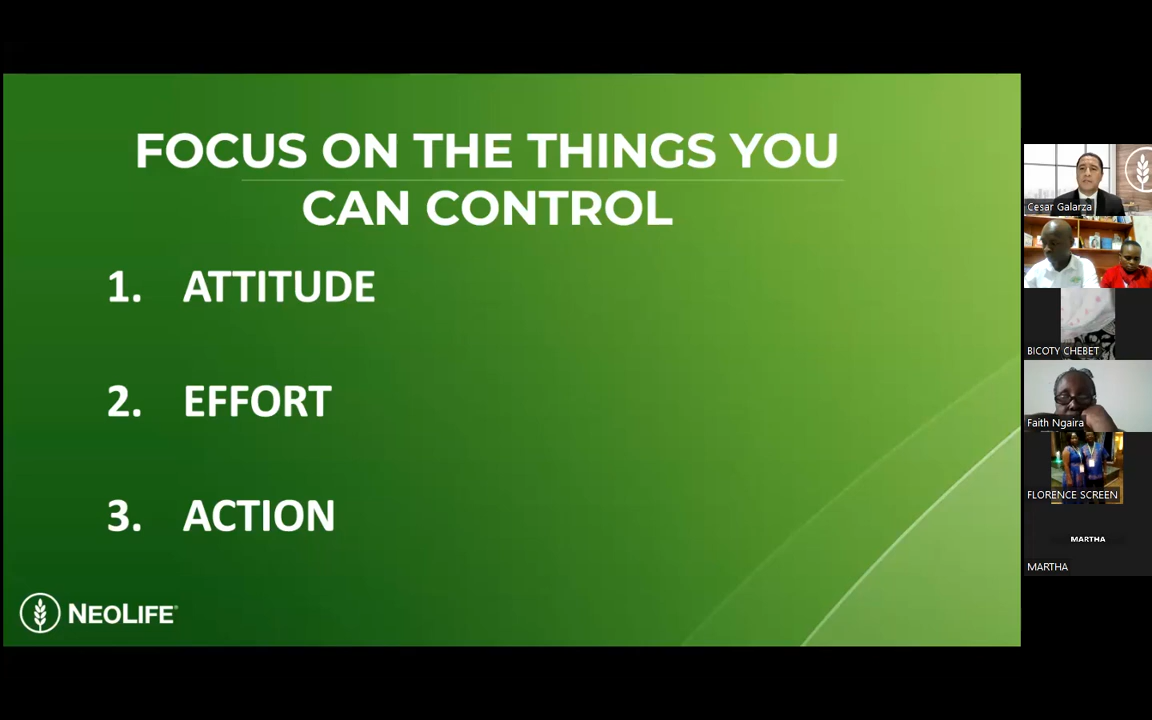 FOCUS ON THE THINGS YOU
CAN CONTROL
1. ATTITUDE
2. EFFORT
3. ACTION
NEOLIFE®
Cesar Galarza
BICOTY CHEBET
Faith Ngaira
FLORENCE SCREEN
MARTHA
MARTHA